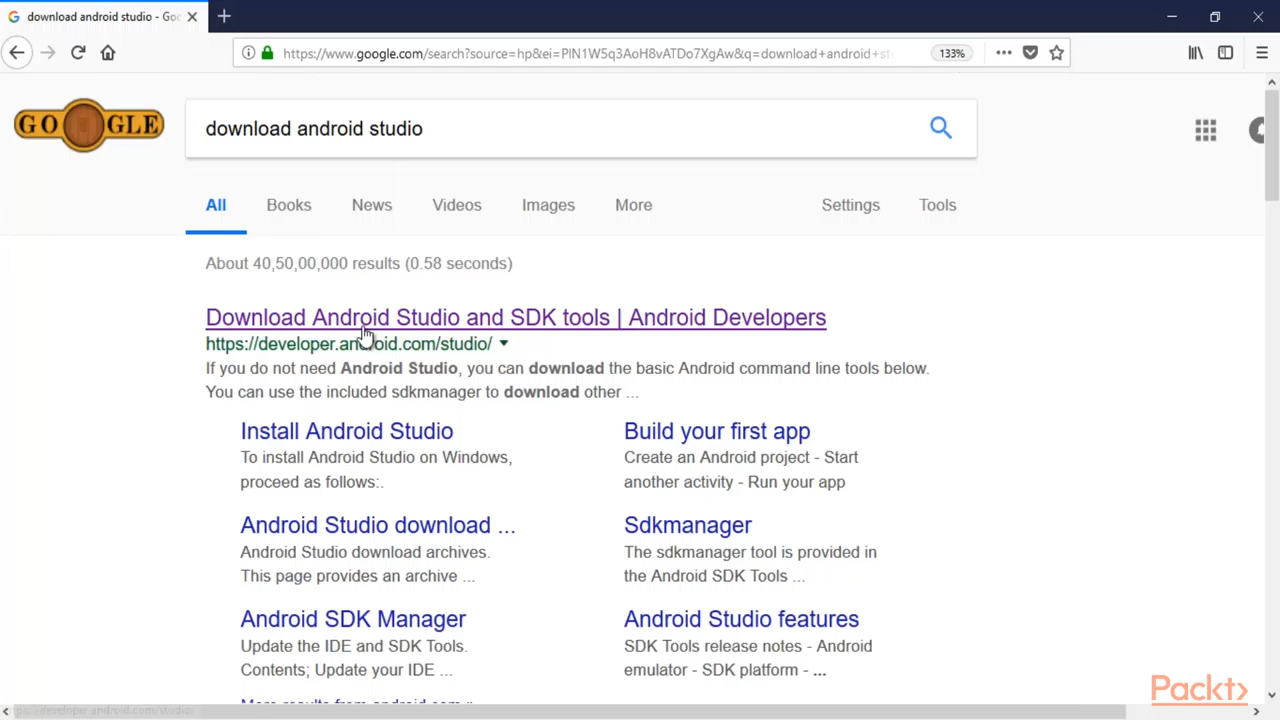 download android studio - Goo
https://www.google.com/search?source=hp&ei=PlN1W5q3AoH8vATDo7XgAw&q=download+android+st
133%
GOOGLE
download android studio
All Books News Videos Images More Settings Tools
About 40,50,00,000 results (0.58 seconds)
Download Android Studio and SDK tools | Android Developers
https://developer.android.com/studio/
If you do not need Android Studio, you can download the basic Android command line tools below.
You can use the included sdkmanager to download other ...
Install Android Studio
To install Android Studio on Windows,
proceed as follows:.
Build your first app
Create an Android project - Start
another activity - Run your app
Android Studio download ...
Android Studio download archives.
This page provides an archive ...
Sdkmanager
The sdkmanager tool is provided in
the Android SDK Tools ...
Android SDK Manager
Update the IDE and SDK Tools.
Contents; Update your IDE ...
Android Studio features
SDK Tools release notes - Android
emulator - SDK platform - ...
More results from android.com »
Packt>